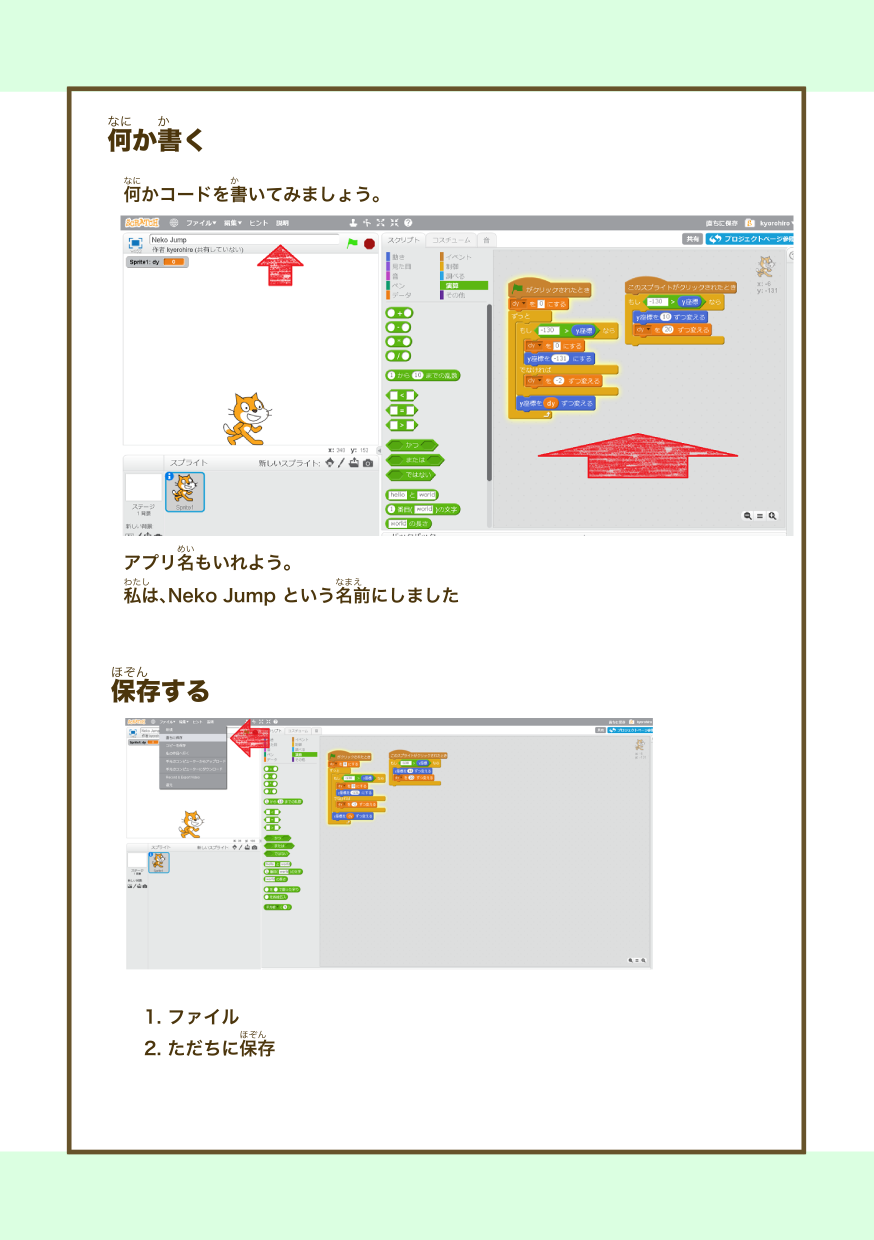 なに か
何か書く
なに か
何かコードを書いてみましょう。
ファイル▼ 編集▼ ヒント 説明
直ちに保存 kyorohiro
Neko Jump
作者 kyorohiro (共有していない)
スクリプト コスチューム 音
共有 プロジェクトページ参照
Sprite1: dy 0
動き イベント
見た目 制御
音 調べる
ペン 演算
データ その他
+
-
*
/
1 から 10 までの乱数
<
=
>
かつ
または
ではない
hello と world
1 番目( world )の文字
world の長さ
がクリックされたとき
dy を 0 にする
ずっと
もし -130 > y座標 なら
dy を 0 にする
y座標を -131 にする
でなければ
dy を -2 ずつ変える
y座標を dy ずつ変える
このスプライトがクリックされたとき
もし -130 > y座標 なら
y座標を 10 ずつ変える
dy を 20 ずつ変える
x: -6
y: -131
x: 240 y: 152
スプライト 新しいスプライト:
ステージ
1 背景
Sprite1
新しい背景
めい
アプリ名もいれよう。
わたし なまえ
私は、Neko Jump という名前にしました
ほぞん
保存する
スプライト 新しいスプライト:
1. ファイル
ほぞん
2. ただちに保存